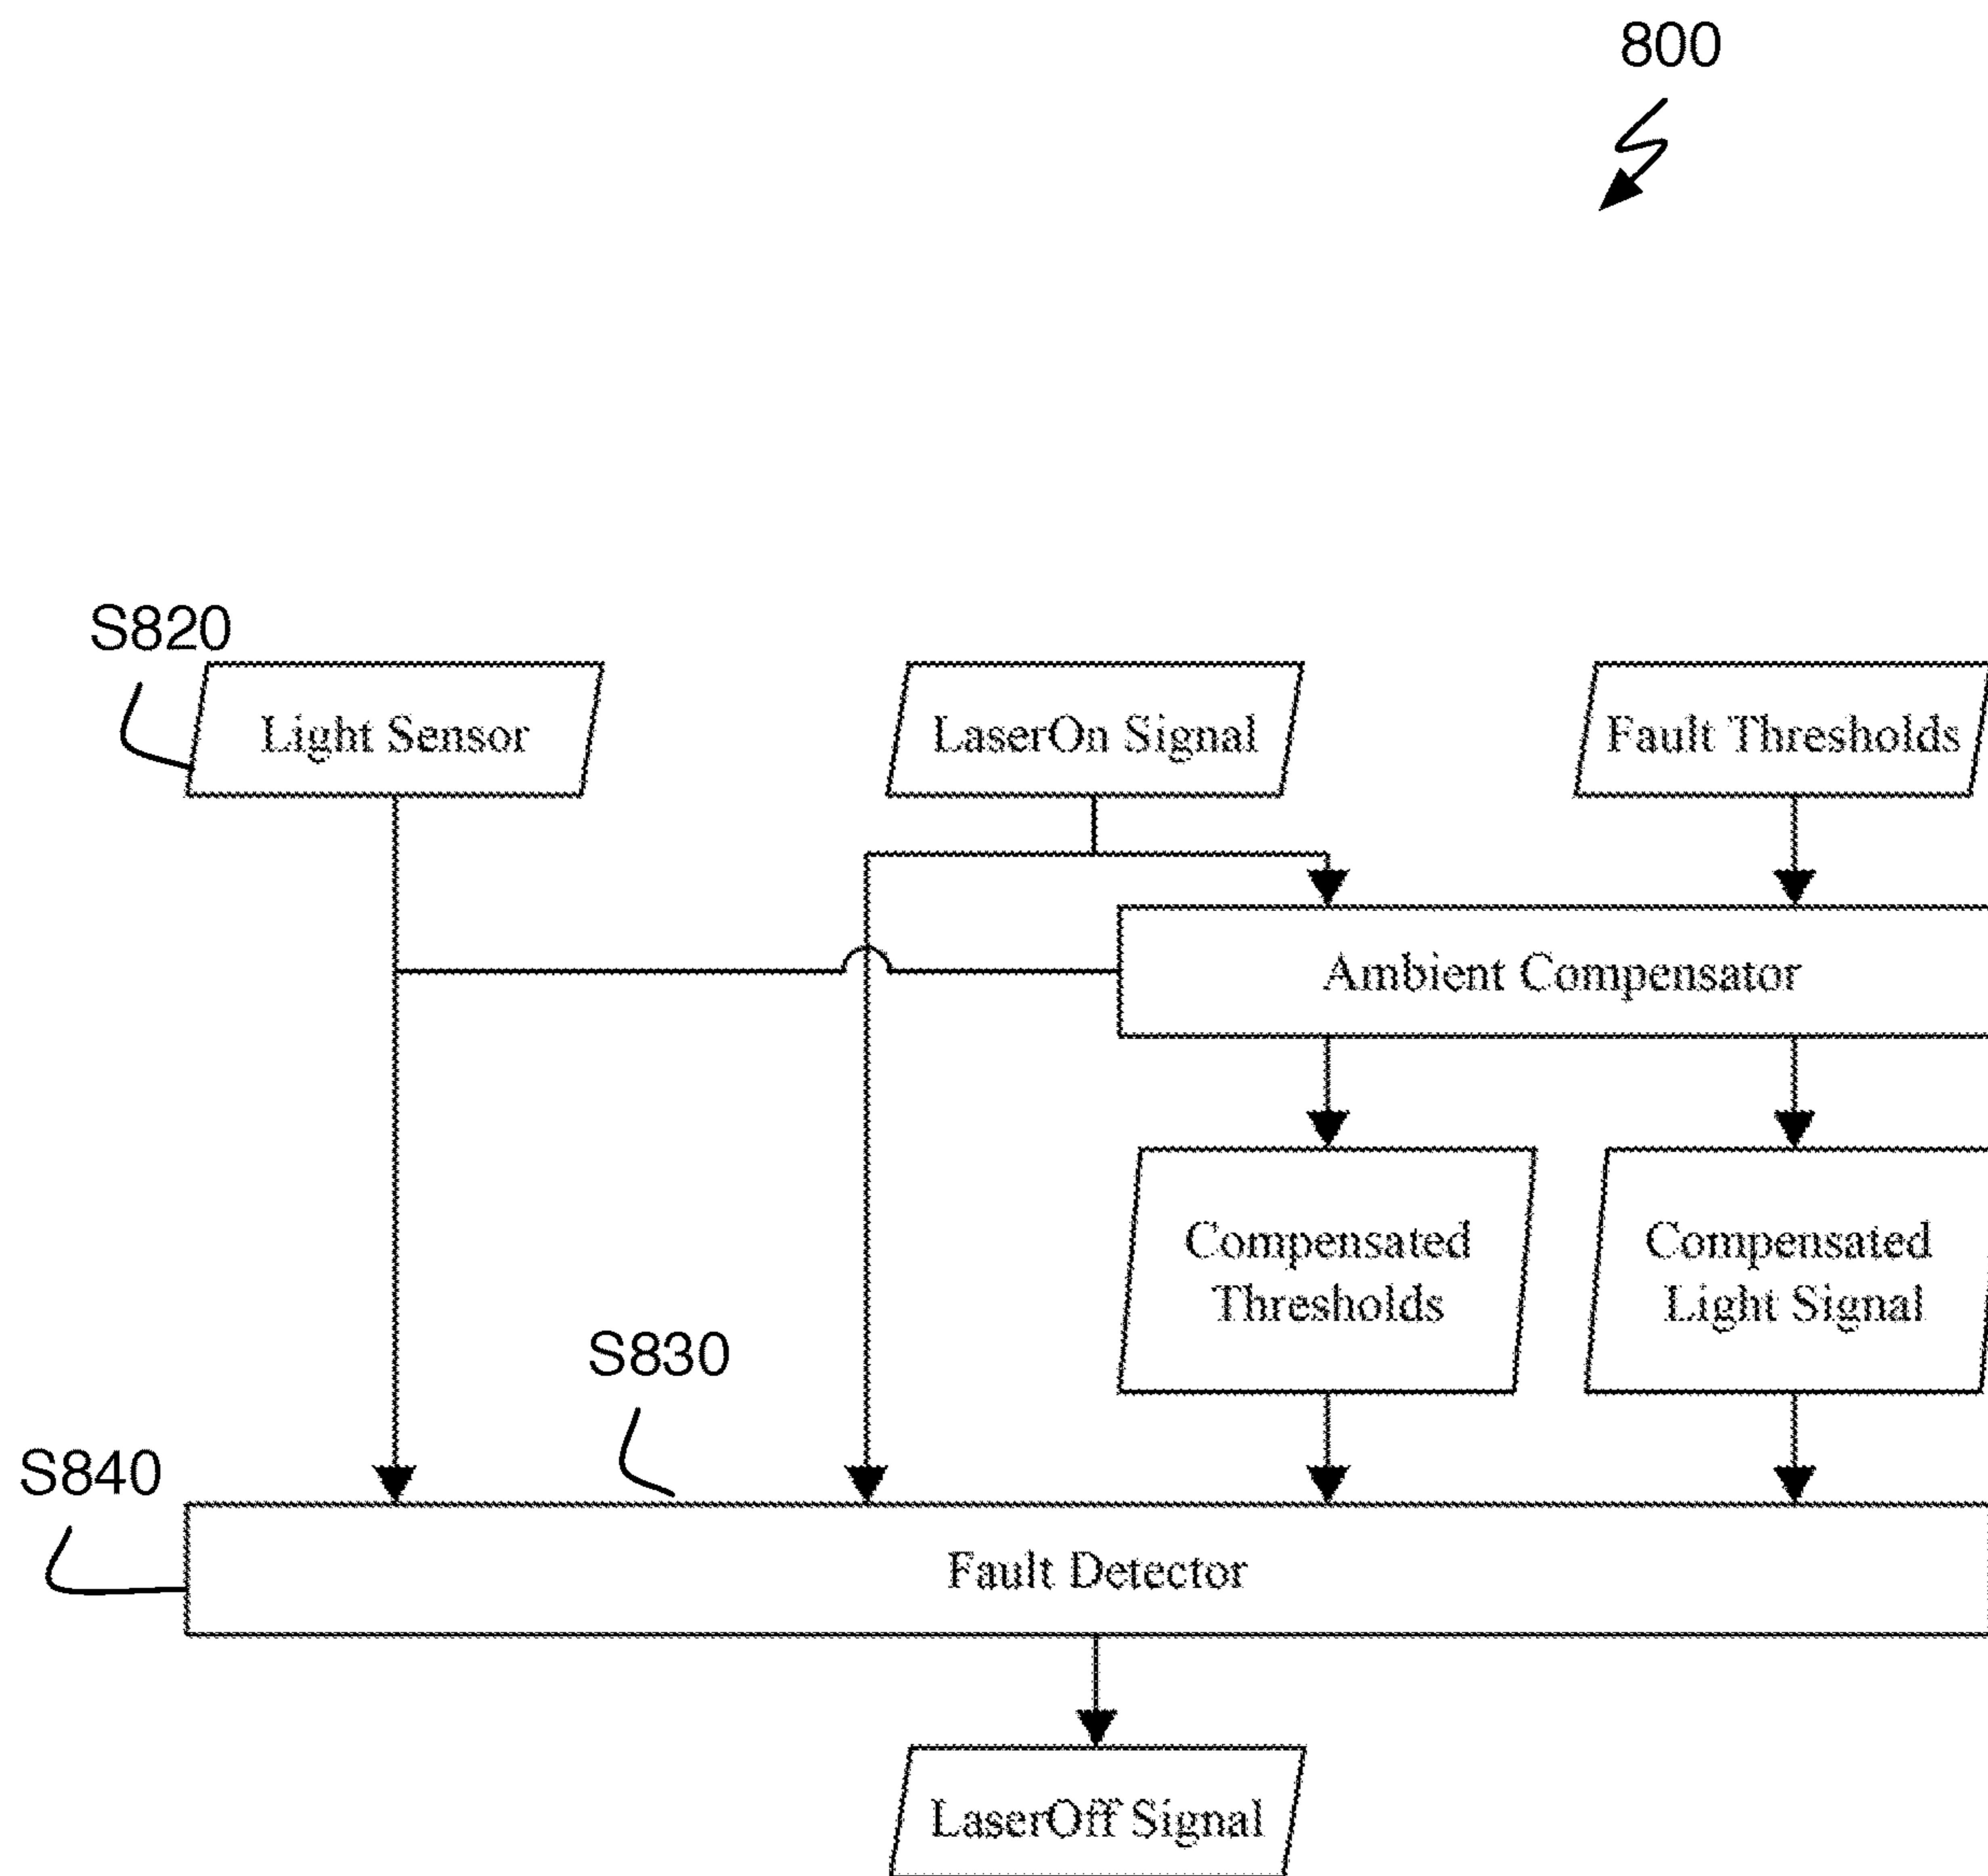 800
S820
Light Sensor
LaserOn Signal
Fault Thresholds
Ambient Compensator
Compensated
Thresholds
Compensated
Light Signal
S830
S840
Fault Detector
LaserOff Signal